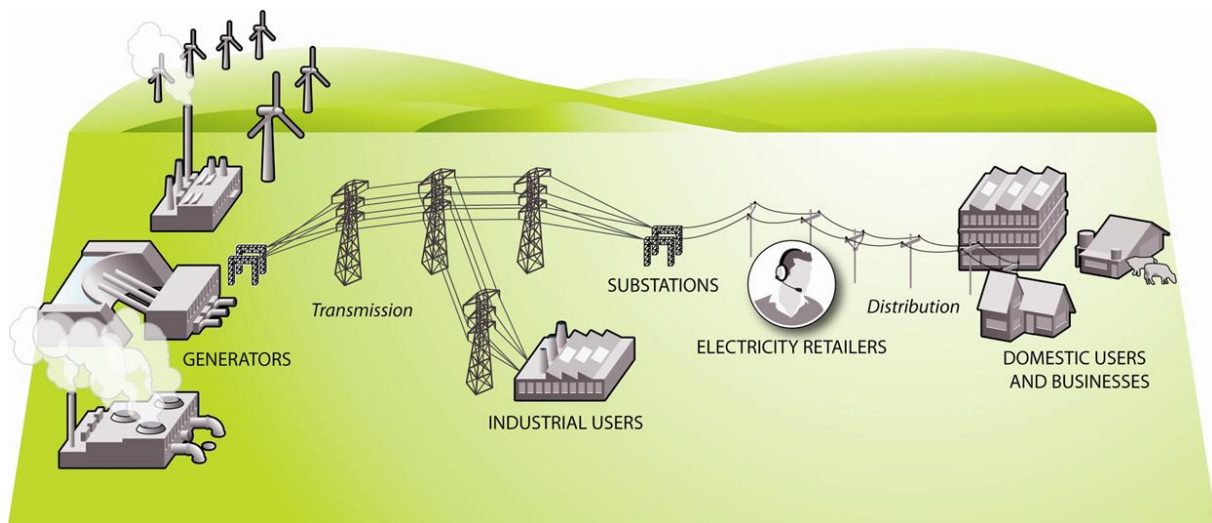 Transmission
GENERATORS
INDUSTRIAL USERS
SUBSTATIONS
ELECTRICITY RETAILERS
Distribution
DOMESTIC USERS
AND BUSINESSES